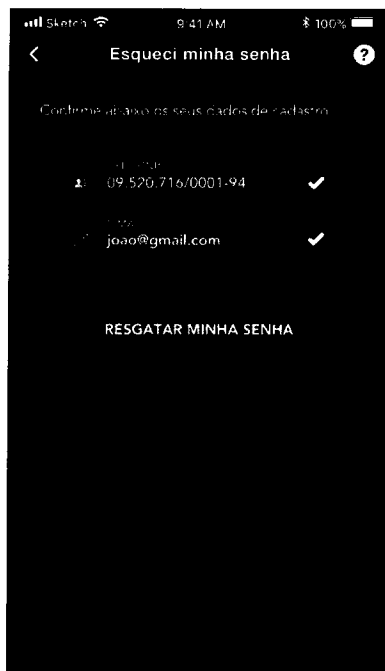 Sketch 9:41 AM 100%
Esqueci minha senha ?
Confirme abaixo os seus dados de cadastro
09.520.716/0001-94
joao@gmail.com
RESGATAR MINHA SENHA